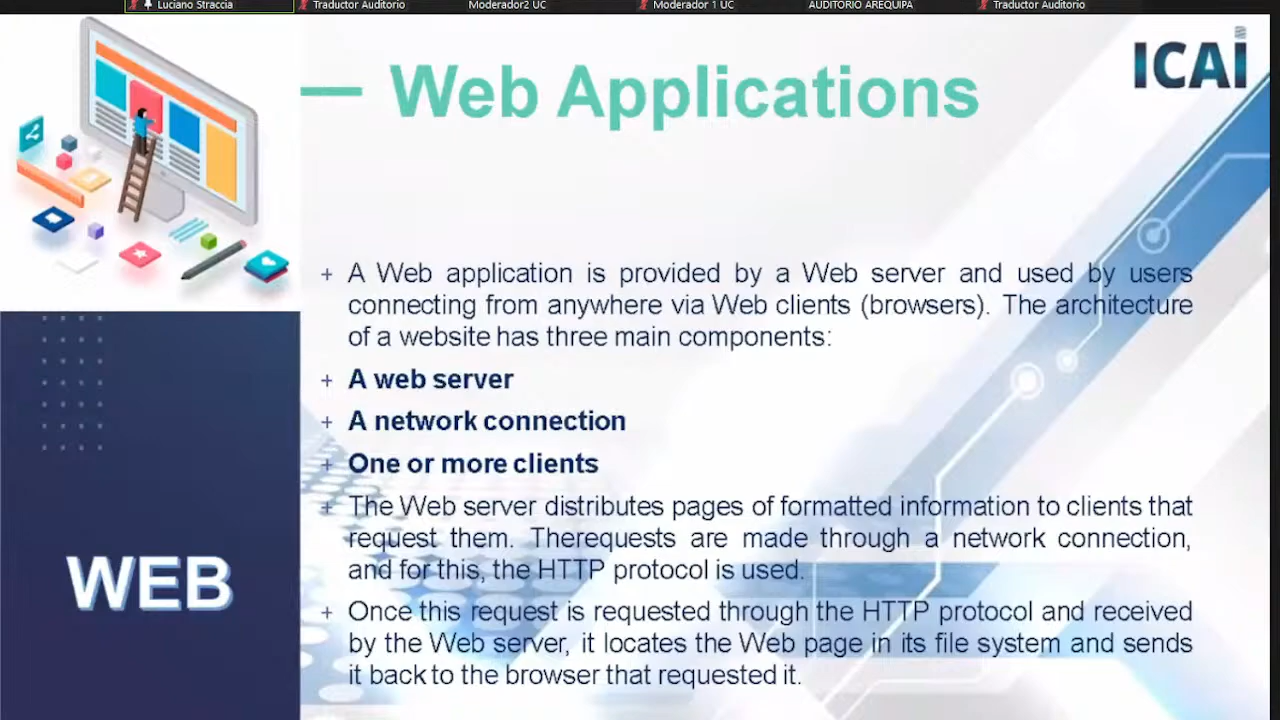 Luciano Straccia
Traductor Auditorio
Moderador2 UC
Moderador 1 UC
AUDITORIO AREQUIPA
Traductor Auditorio
ICAI
Web Applications
+ A Web application is provided by a Web server and used by users
connecting from anywhere via Web clients (browsers). The architecture
of a website has three main components:
+ A web server
+ A network connection
+ One or more clients
+ The Web server distributes pages of formatted information to clients that
request them. Therequests are made through a network connection,
and for this, the HTTP protocol is used.
+ Once this request is requested through the HTTP protocol and received
by the Web server, it locates the Web page in its file system and sends
it back to the browser that requested it.
WEB